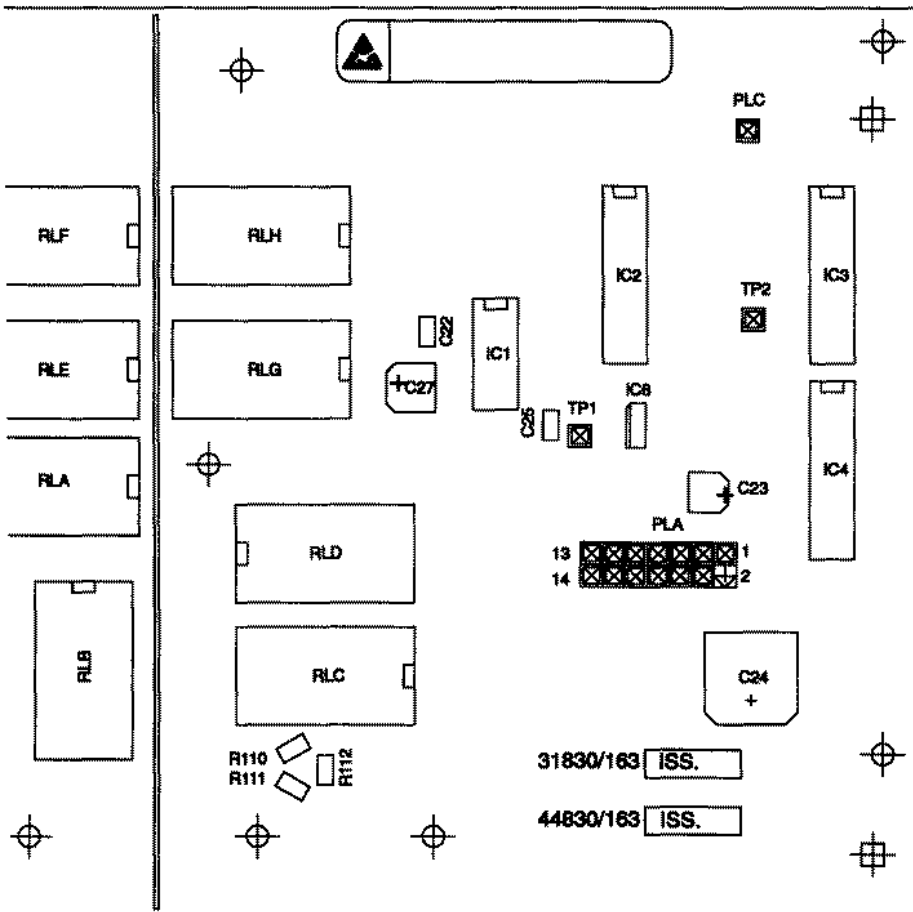 PLC
RLF
RLH
IC2
IC3
TP2
RLE
RLG
C22
IC1
C27
IC6
C25
TP1
RLA
IC4
C23
PLA
RLD
13
1
14
2
RLB
RLC
C24
R110
R111
R112
31830/163 ISS.
44830/163 ISS.